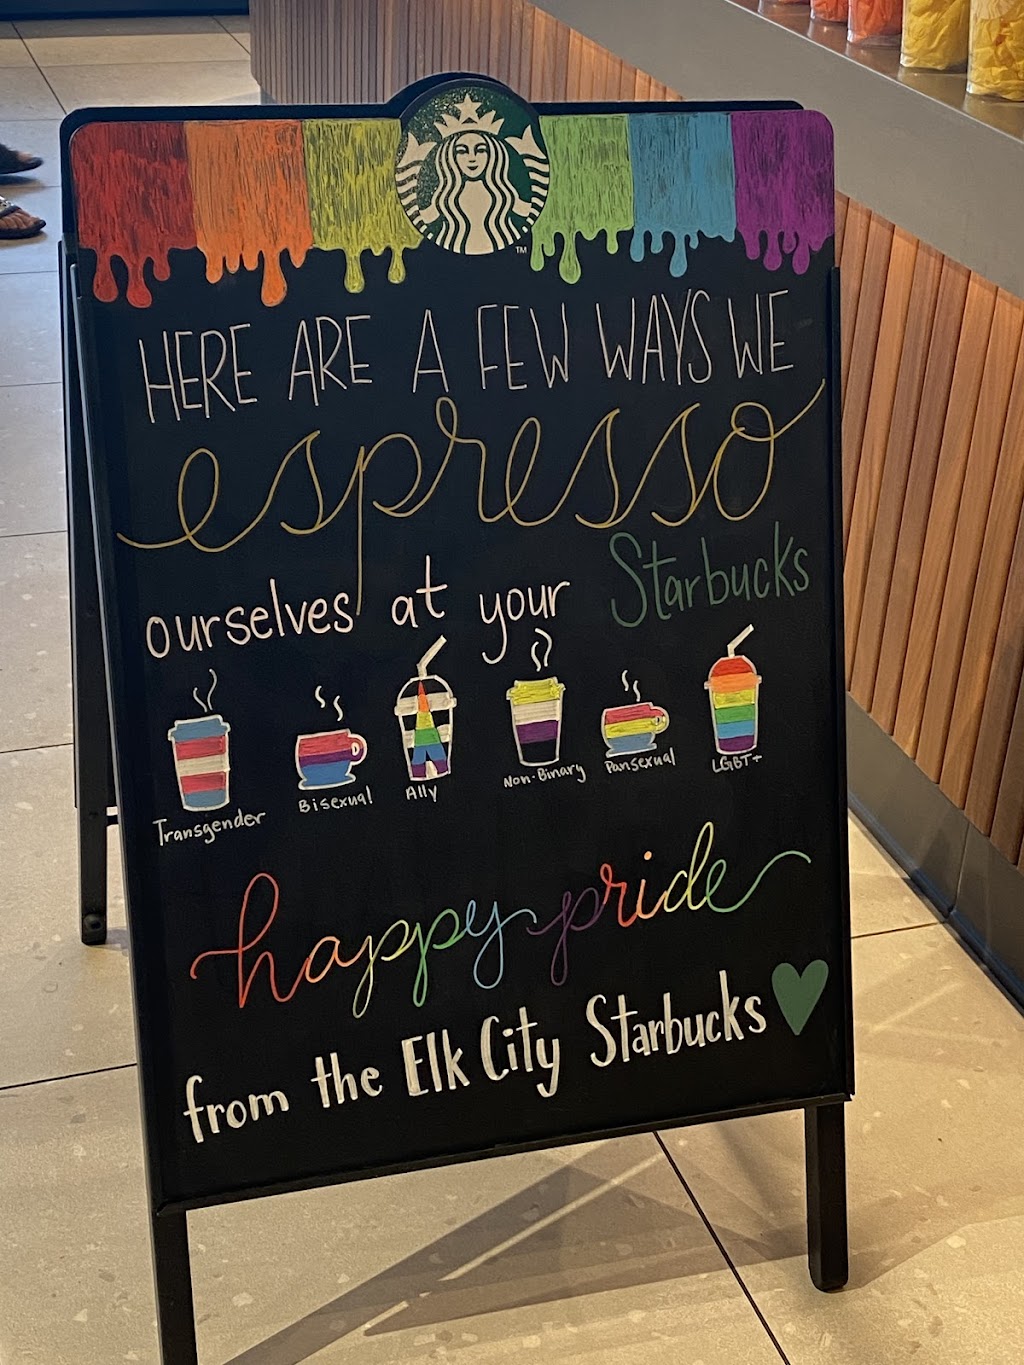 HERE ARE A FEW WAYS WE
espresso
ourselves at your Starbucks
Transgender Bisexual Ally Non-Binary Pansexual LGBT+
happy pride
from the Elk City Starbucks
TM